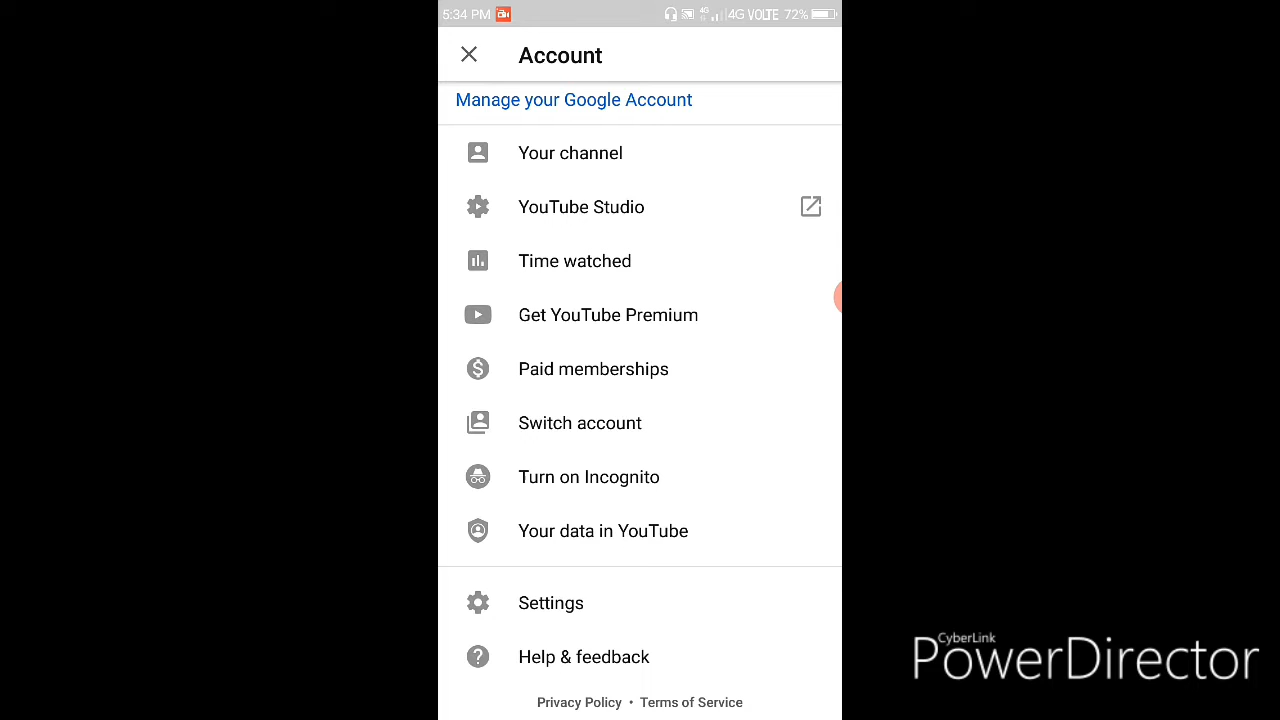 5:34 PM 4G 4G VOLTE 72%
Account
Manage your Google Account
Your channel
YouTube Studio
Time watched
Get YouTube Premium
Paid memberships
Switch account
Turn on Incognito
Your data in YouTube
Settings
Help & feedback
Privacy Policy • Terms of Service
CyberLink
PowerDirector